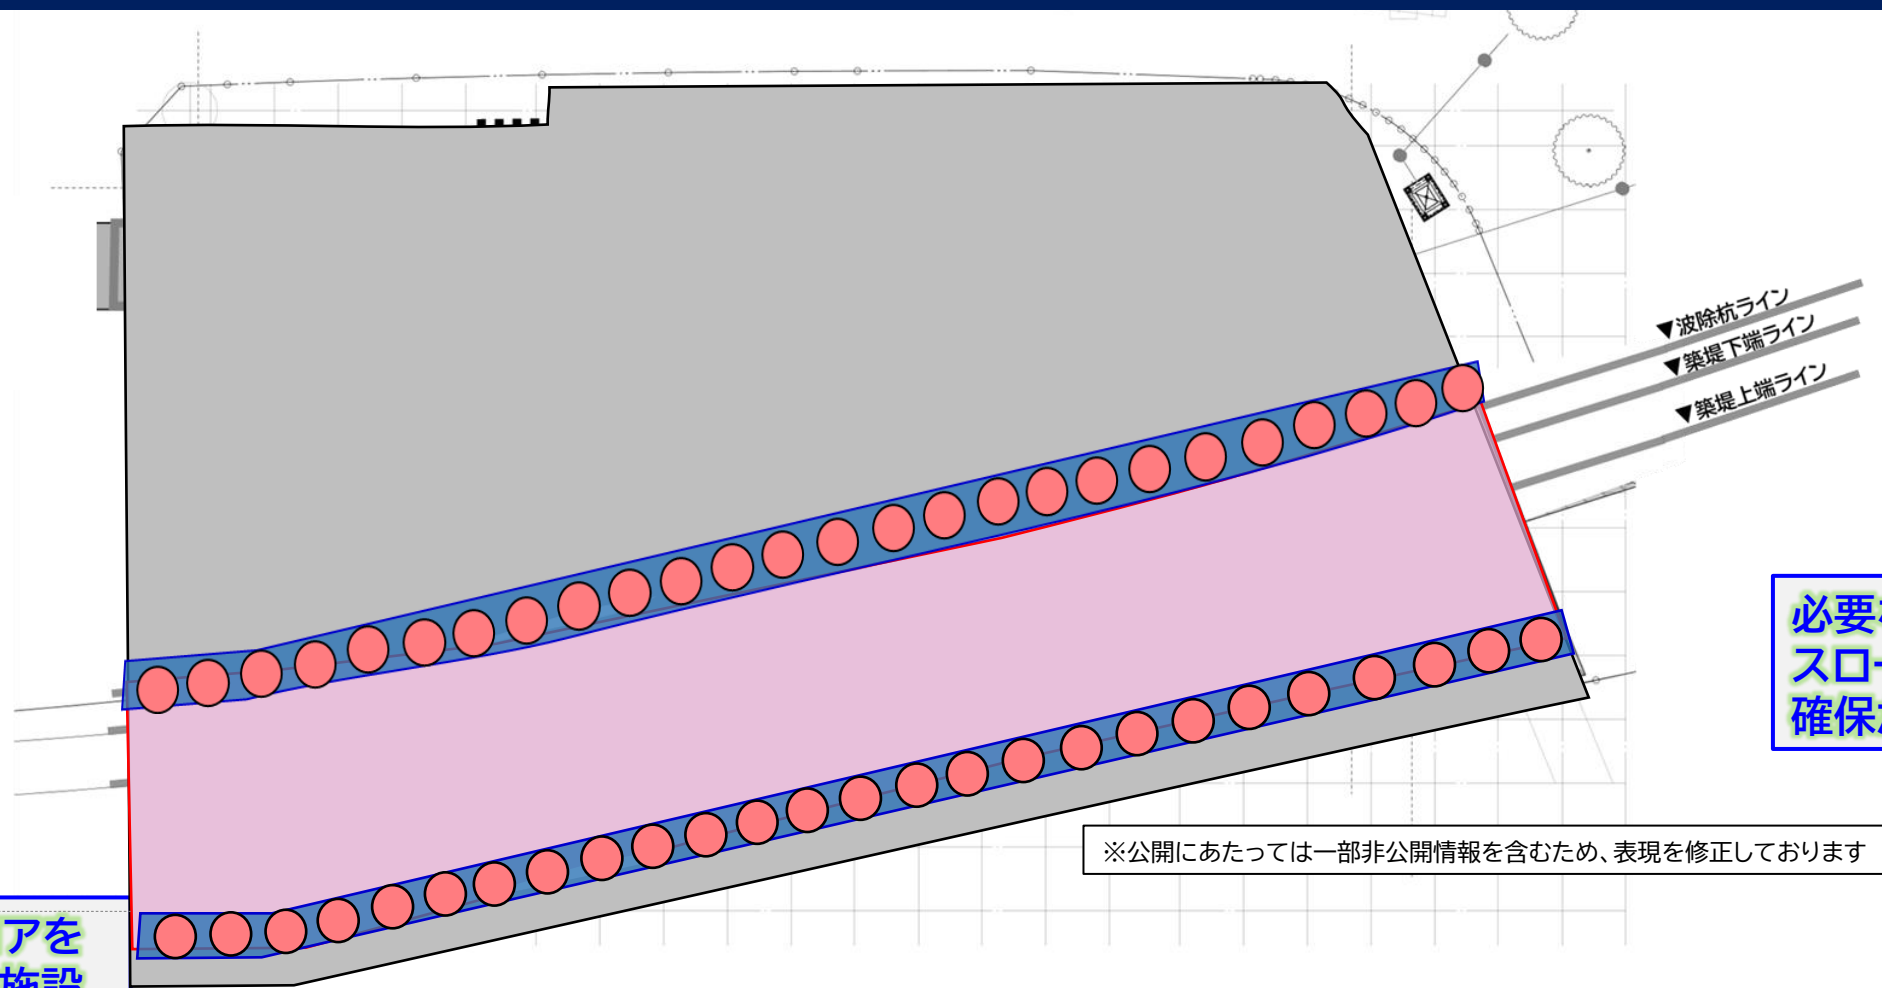 ▼波除杭ライン
▼築堤下端ライン
▼築堤上端ライン
必要
スロー
確保
※公開にあたっては一部非公開情報を含むため、表現を修正しております
アを
施設